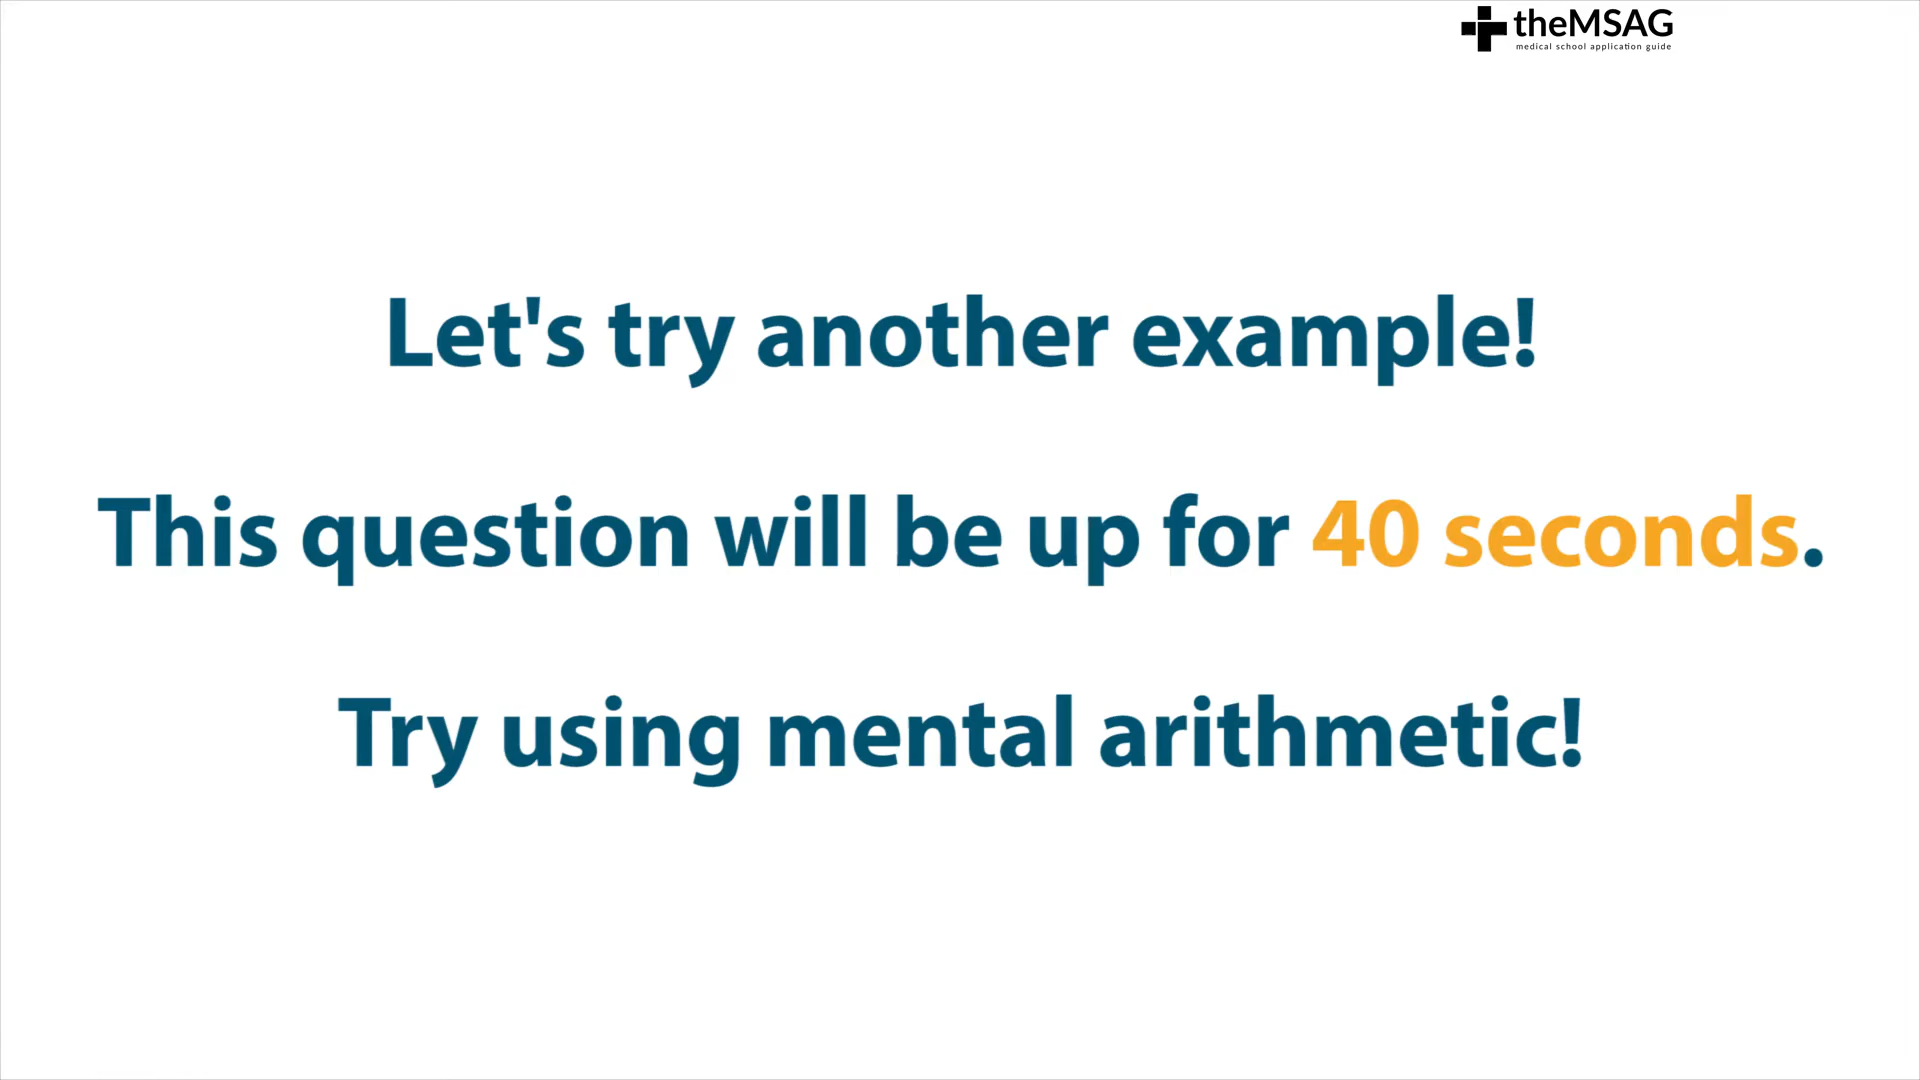 theMSAG
medical school application guide
Let's try another example!
This question will be up for 40 seconds.
Try using mental arithmetic!